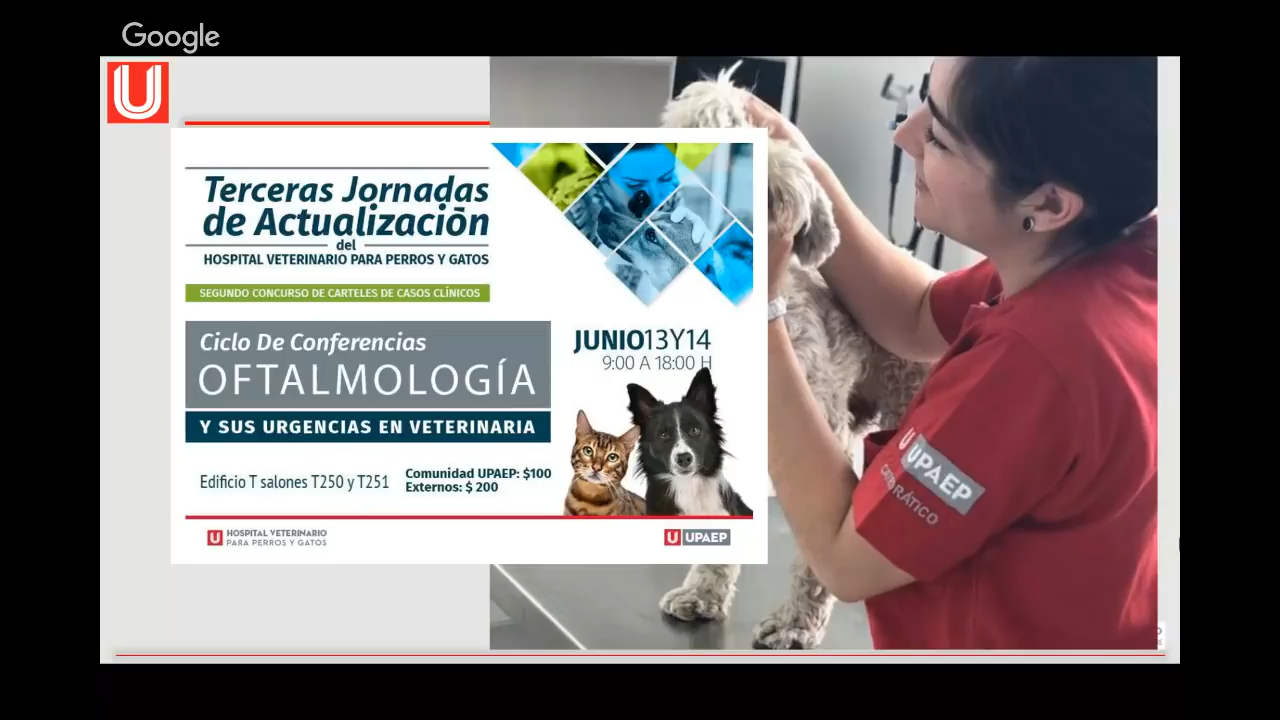 Google
U
Terceras Jornadas
de Actualización
del
HOSPITAL VETERINARIO PARA PERROS Y GATOS
SEGUNDO CONCURSO DE CARTELES DE CASOS CLÍNICOS
Ciclo De Conferencias
OFTALMOLOGÍA
Y SUS URGENCIAS EN VETERINARIA
JUNIO13Y14
9:00 A 18:00 H
Edificio T salones T250 y T251
Comunidad UPAEP: $100
Externos: $ 200
U HOSPITAL VETERINARIO
PARA PERROS Y GATOS
U UPAEP
U UPAEP
CATEDRÁTICO